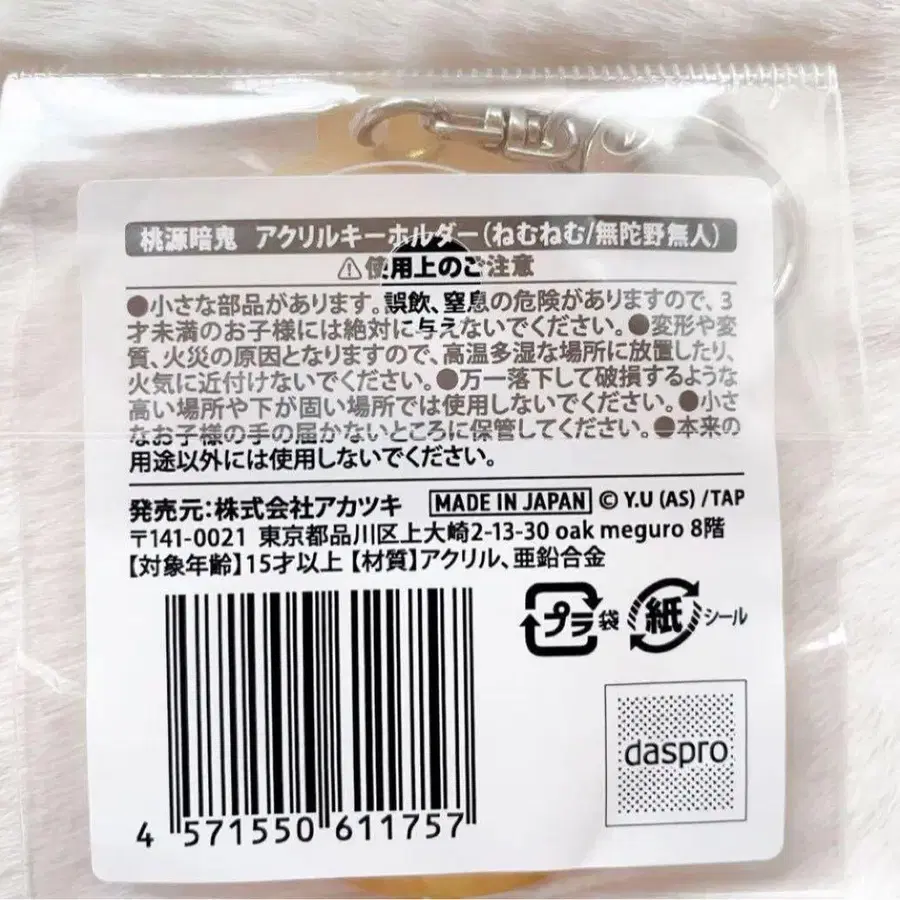 桃源暗鬼 アクリルキーホルダー(ねむねむ/無陀野無人)
⚠使用上のご注意
●小さな部品があります。誤飲、窒息の危険がありますので、3
才未満のお子様には絶対に与えないでください。●変形や変
質、火災の原因となりますので、高温多湿な場所に放置したり、
火気に近付けないでください。●万一落下して破損するような
高い場所や下が固い場所では使用しないでください。●小さ
なお子様の手の届かないところに保管してください。●本来の
用途以外には使用しないでください。
発売元:株式会社アカツキ MADE IN JAPAN © Y.U (AS) /TAP
〒141-0021 東京都品川区上大崎2-13-30 oak meguro 8階
【対象年齢】15才以上【材質】アクリル、亜鉛合金
プラ 袋 紙 シール
daspro
4 571550 611757